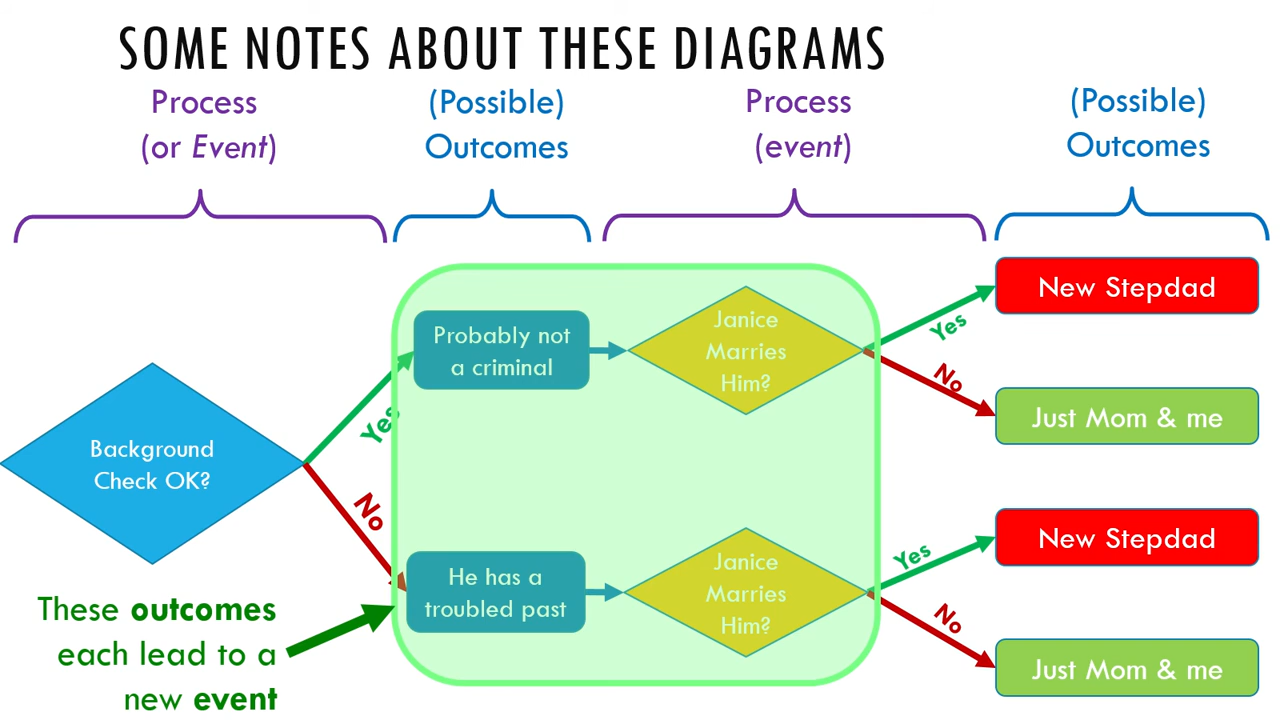 SOME NOTES ABOUT THESE DIAGRAMS
Process
(or Event)
(Possible)
Outcomes
Process
(event)
(Possible)
Outcomes
Background
Check OK?
Yes
No
Probably not
a criminal
He has a
troubled past
Janice
Marries
Him?
Janice
Marries
Him?
Yes
No
Yes
No
New Stepdad
Just Mom & me
New Stepdad
Just Mom & me
These outcomes
each lead to a
new event